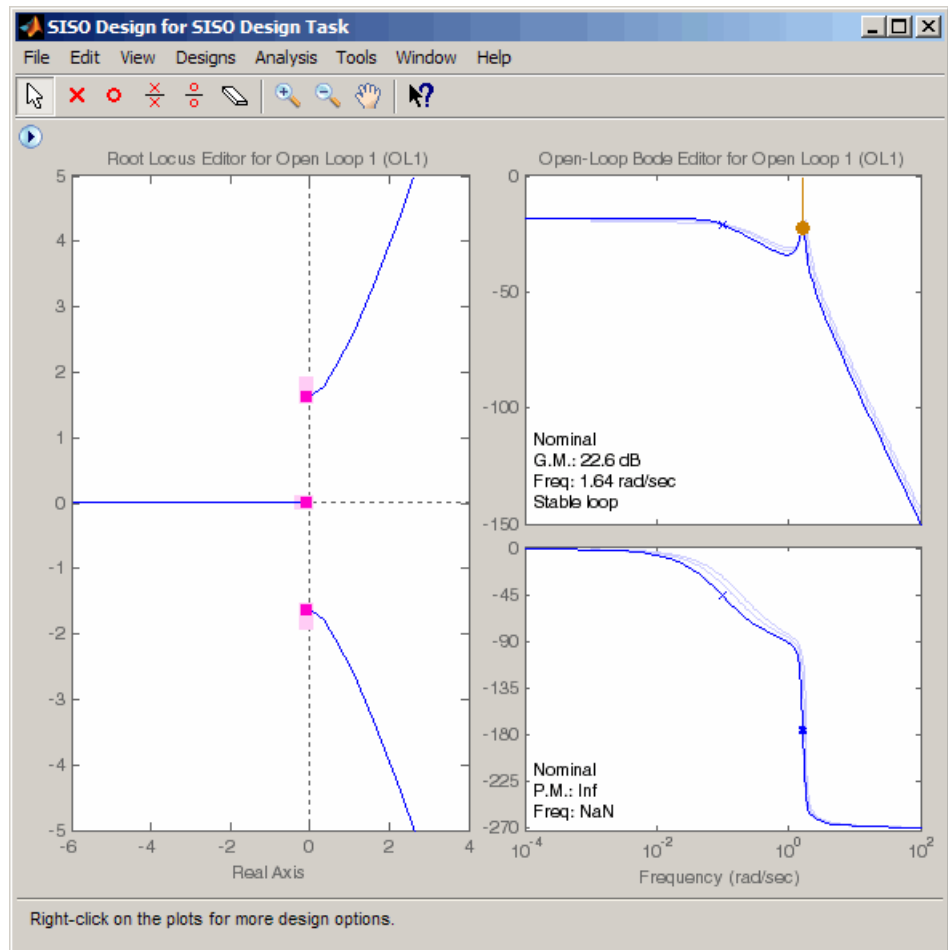 SISO Design for SISO Design Task
File Edit View Designs Analysis Tools Window Help
Root Locus Editor for Open Loop 1 (OL1)
5
4
3
2
1
0
-1
-2
-3
-4
-5
-6 -4 -2 0 2 4
Real Axis
Open-Loop Bode Editor for Open Loop 1 (OL1)
0
-50
-100
-150
Nominal
G.M.: 22.6 dB
Freq: 1.64 rad/sec
Stable loop
0
-45
-90
-135
-180
-225
-270
Nominal
P.M.: Inf
Freq: NaN
10^-4 10^-2 10^0 10^2
Frequency (rad/sec)
Right-click on the plots for more design options.